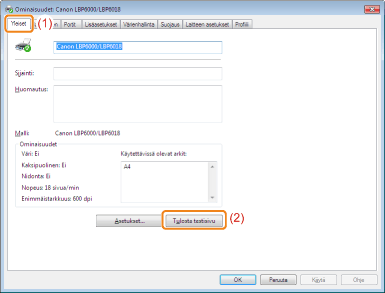 Ominaisuudet: Canon LBP6000/LBP6018
Yleiset (1) Portit Lisäasetukset Värienhallinta Suojaus Laitteen asetukset Profiili
Canon LBP6000/LBP6018
Sijainti:
Huomautus:
Malli: Canon LBP6000/LBP6018
Ominaisuudet
Väri: Ei Käytettävissä olevat arkit:
Kaksipuolinen: Ei A4
Nidonta: Ei
Nopeus: 18 sivua/min
Enimmäistarkkuus: 600 dpi
Asetukset... Tulosta testisivu (2)
OK Peruuta Käytä Ohje